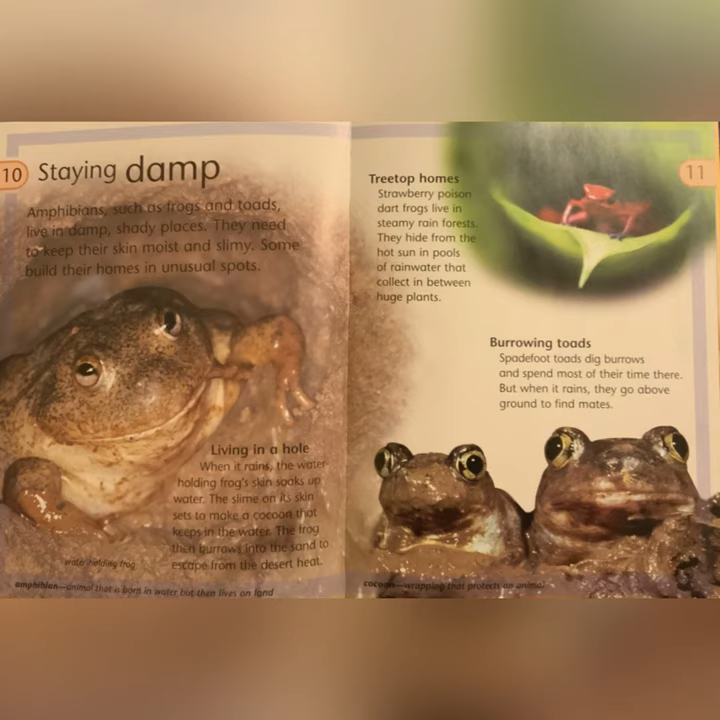 10
Staying damp
Amphibians, such as frogs and toads,
live in damp, shady places. They need
to keep their skin moist and slimy. Some
build their homes in unusual spots.
Living in a hole
When it rains, the water-
holding frog's skin soaks up
water. The slime on its skin
sets to make a cocoon that
keeps in the water. The frog
then burrows into the sand to
escape from the desert heat.
water-holding frog
amphibian—animal that is born in water but then lives on land
11
Treetop homes
Strawberry poison
dart frogs live in
steamy rain forests.
They hide from the
hot sun in pools
of rainwater that
collect in between
huge plants.
Burrowing toads
Spadefoot toads dig burrows
and spend most of their time there.
But when it rains, they go above
ground to find mates.
cocoon—wrapping that protects an animal